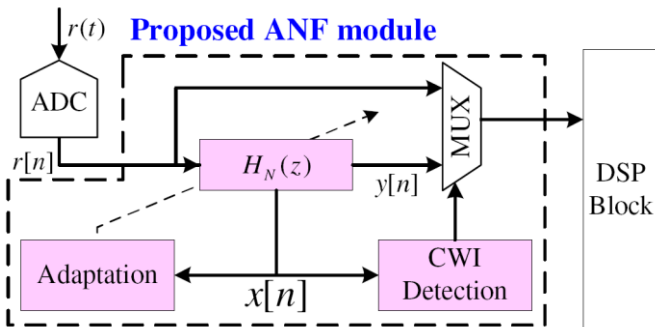 r(t)
Proposed ANF module
ADC
MUX
r[n]
H_N(z)
y[n]
DSP
Block
Adaptation
x[n]
CWI
Detection